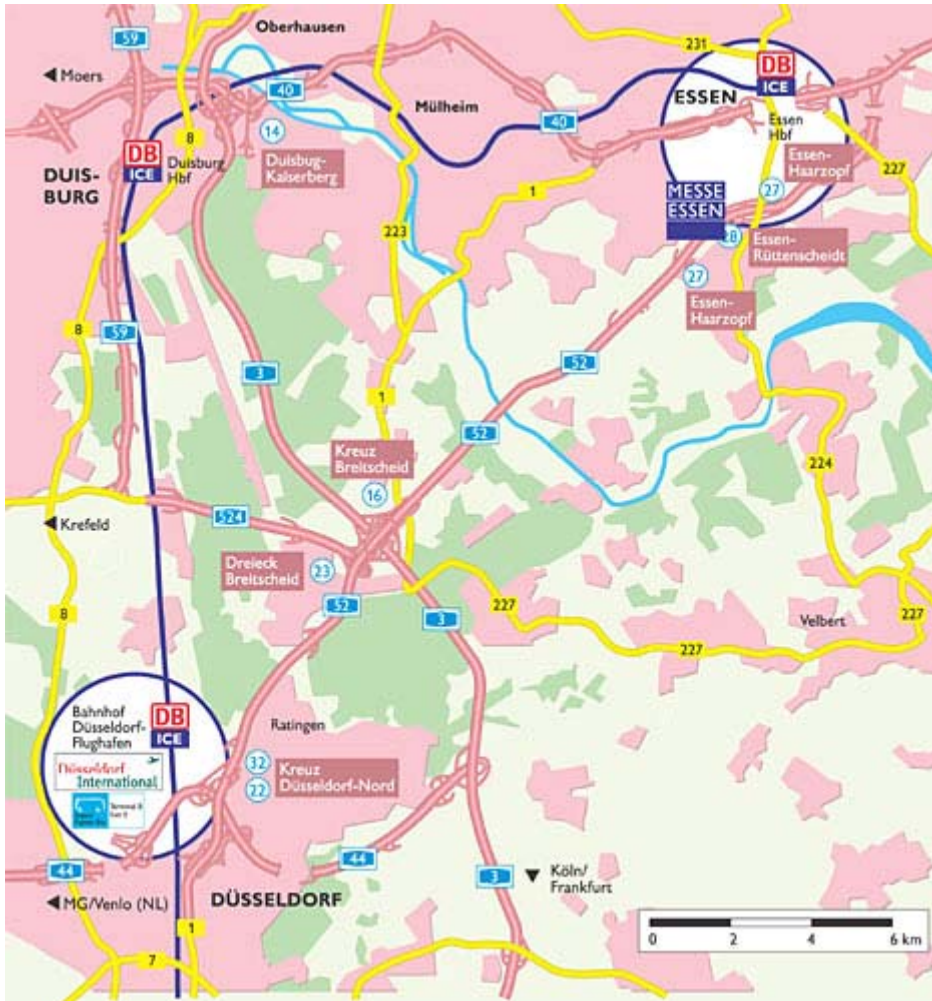 Oberhausen
59
231
DB
ICE
Moers
40
ESSEN
Mülheim
40
Essen
Hbf
8
14
DB
ICE
Duisburg
Hbf
Duisbug-
Kaiserberg
Essen-
Haarzopf
DUIS-
BURG
1
227
27
MESSE
ESSEN
223
28
Essen-
Rüttenscheidt
27
Essen-
Haarzopf
8
59
3
52
1
52
Kreuz
Breitscheid
224
16
524
Krefeld
Dreieck
Breitscheid
23
52
227
8
3
Velbert
227
227
Bahnhof
Düsseldorf-
Flughafen
DB
ICE
Ratingen
Düsseldorf
International
32
22
Kreuz
Düsseldorf-Nord
44
44
3
Köln/
Frankfurt
MG/Venlo (NL)
DÜSSELDORF
1
7
0 2 4 6 km